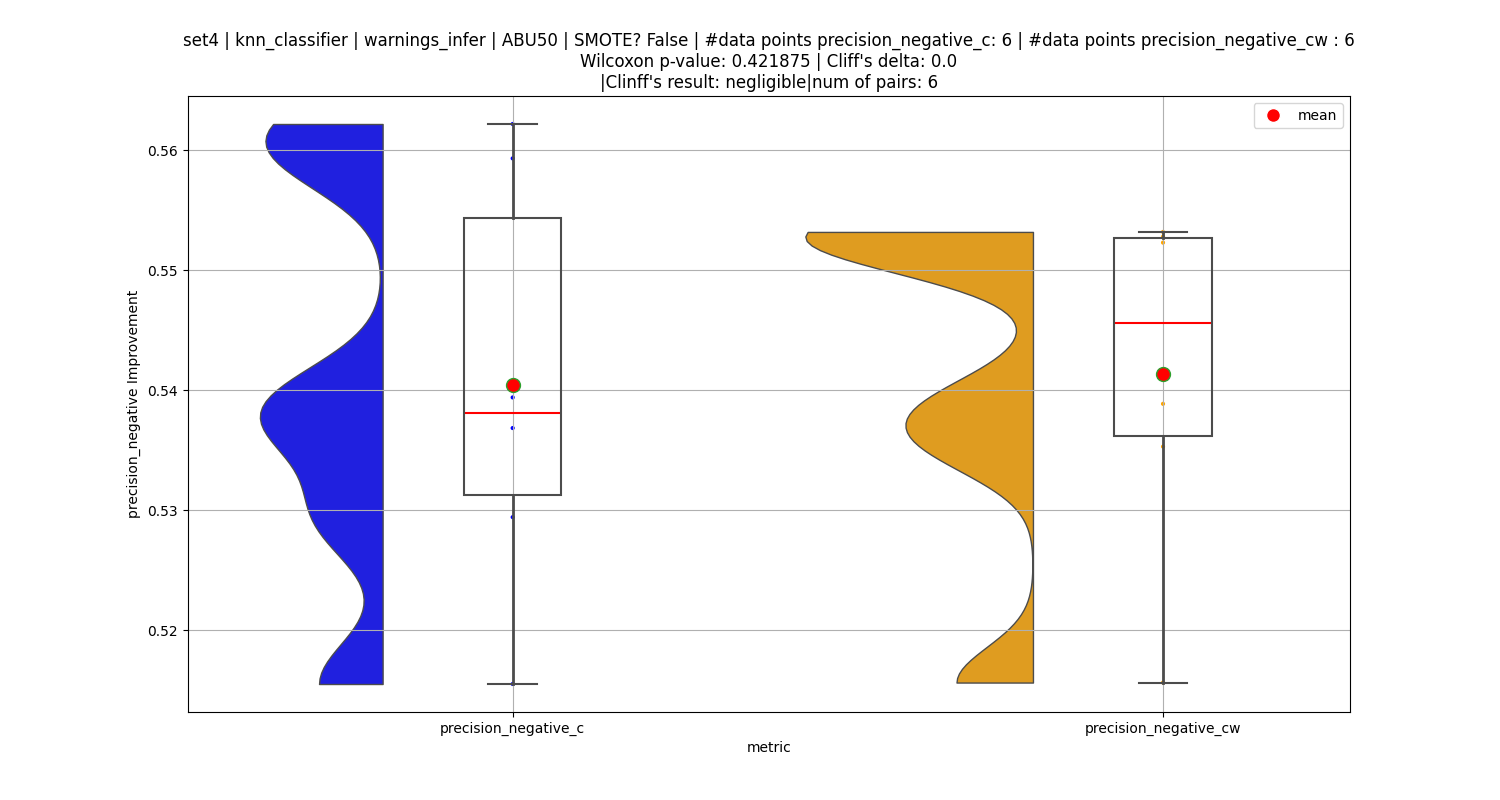 set4 | knn_classifier | warnings_infer | ABU50 | SMOTE? False | #data points precision_negative_c: 6 | #data points precision_negative_cw : 6
Wilcoxon p-value: 0.421875 | Cliff's delta: 0.0
|Clinff's result: negligible|num of pairs: 6
mean
0.56
0.55
0.54
0.53
0.52
precision_negative Improvement
precision_negative_c
precision_negative_cw
metric